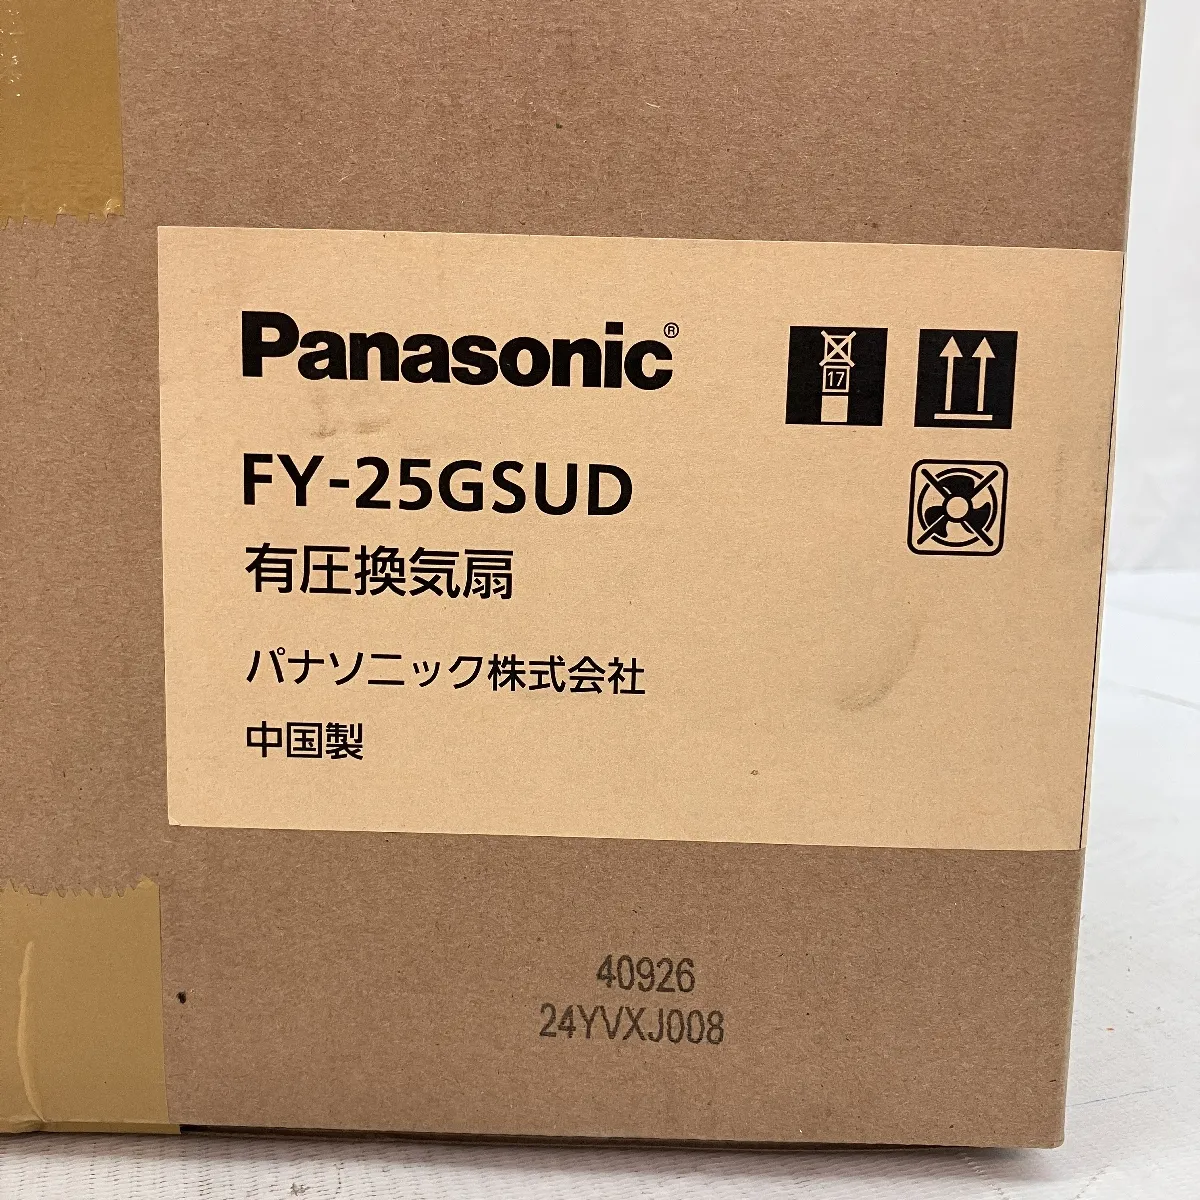 Panasonic®
17
FY-25GSUD
有圧換気扇
パナソニック株式会社
中国製
40926
24YVXJ008